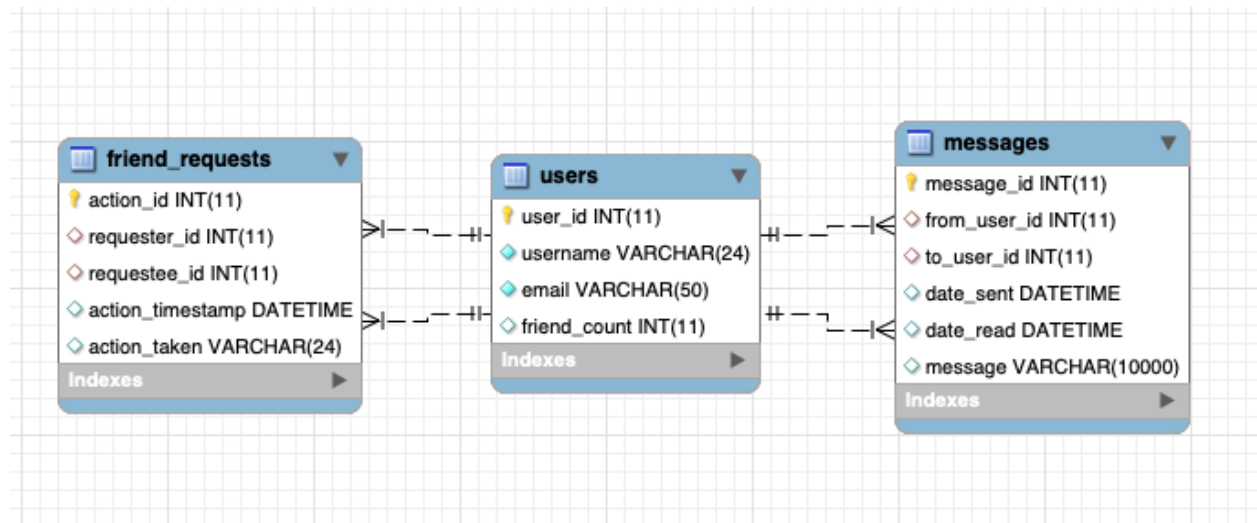 friend_requests
action_id INT(11)
requester_id INT(11)
requestee_id INT(11)
action_timestamp DATETIME
action_taken VARCHAR(24)
Indexes
users
user_id INT(11)
username VARCHAR(24)
email VARCHAR(50)
friend_count INT(11)
Indexes
messages
message_id INT(11)
from_user_id INT(11)
to_user_id INT(11)
date_sent DATETIME
date_read DATETIME
message VARCHAR(10000)
Indexes